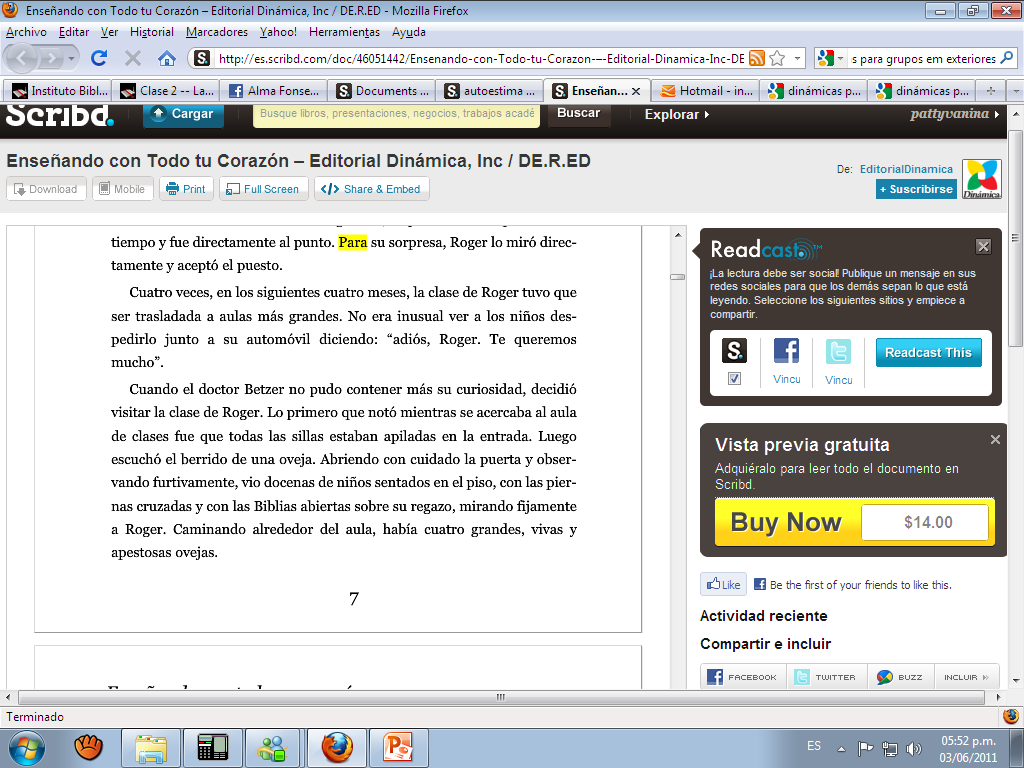 Enseñando con Todo tu Corazón – Editorial Dinámica, Inc / DE.R.ED - Mozilla Firefox
Archivo Editar Ver Historial Marcadores Yahoo! Herramientas Ayuda
http://es.scribd.com/doc/46051442/Ensenando-con-Todo-tu-Corazon-–-Editorial-Dinamica-Inc-DE
s para grupos em exteriores
Instituto Bibl...
Clase 2 -- La...
Alma Fonse...
Documents ...
autoestima ...
Enseñan...
Hotmail - in...
dinámicas p...
dinámicas p...
Scribd.
Cargar
Busque libros, presentaciones, negocios, trabajos acadé
Buscar
Explorar
pattyvanina
Enseñando con Todo tu Corazón – Editorial Dinámica, Inc / DE.R.ED
De: EditorialDinamica
+ Suscribirse
Dinámica
Download
Mobile
Print
Full Screen
Share & Embed
tiempo y fue directamente al punto. Para su sorpresa, Roger lo miró direc-
tamente y aceptó el puesto.
Cuatro veces, en los siguientes cuatro meses, la clase de Roger tuvo que
ser trasladada a aulas más grandes. No era inusual ver a los niños des-
pedirlo junto a su automóvil diciendo: “adiós, Roger. Te queremos
mucho”.
Cuando el doctor Betzer no pudo contener más su curiosidad, decidió
visitar la clase de Roger. Lo primero que notó mientras se acercaba al aula
de clases fue que todas las sillas estaban apiladas en la entrada. Luego
escuchó el berrido de una oveja. Abriendo con cuidado la puerta y obser-
vando furtivamente, vio docenas de niños sentados en el piso, con las pier-
nas cruzadas y con las Biblias abiertas sobre su regazo, mirando fijamente
a Roger. Caminando alrededor del aula, había cuatro grandes, vivas y
apestosas ovejas.
7
Readcast™
¡La lectura debe ser social! Publique un mensaje en sus
redes sociales para que los demás sepan lo que está
leyendo. Seleccione los siguientes sitios y empiece a
compartir.
Vincu
Vincu
Readcast This
Vista previa gratuita
Adquiéralo para leer todo el documento en
Scribd.
Buy Now
$14.00
Like
Be the first of your friends to like this.
Actividad reciente
Compartir e incluir
FACEBOOK
TWITTER
BUZZ
INCLUIR »
Terminado
ES
05:52 p.m.
03/06/2011